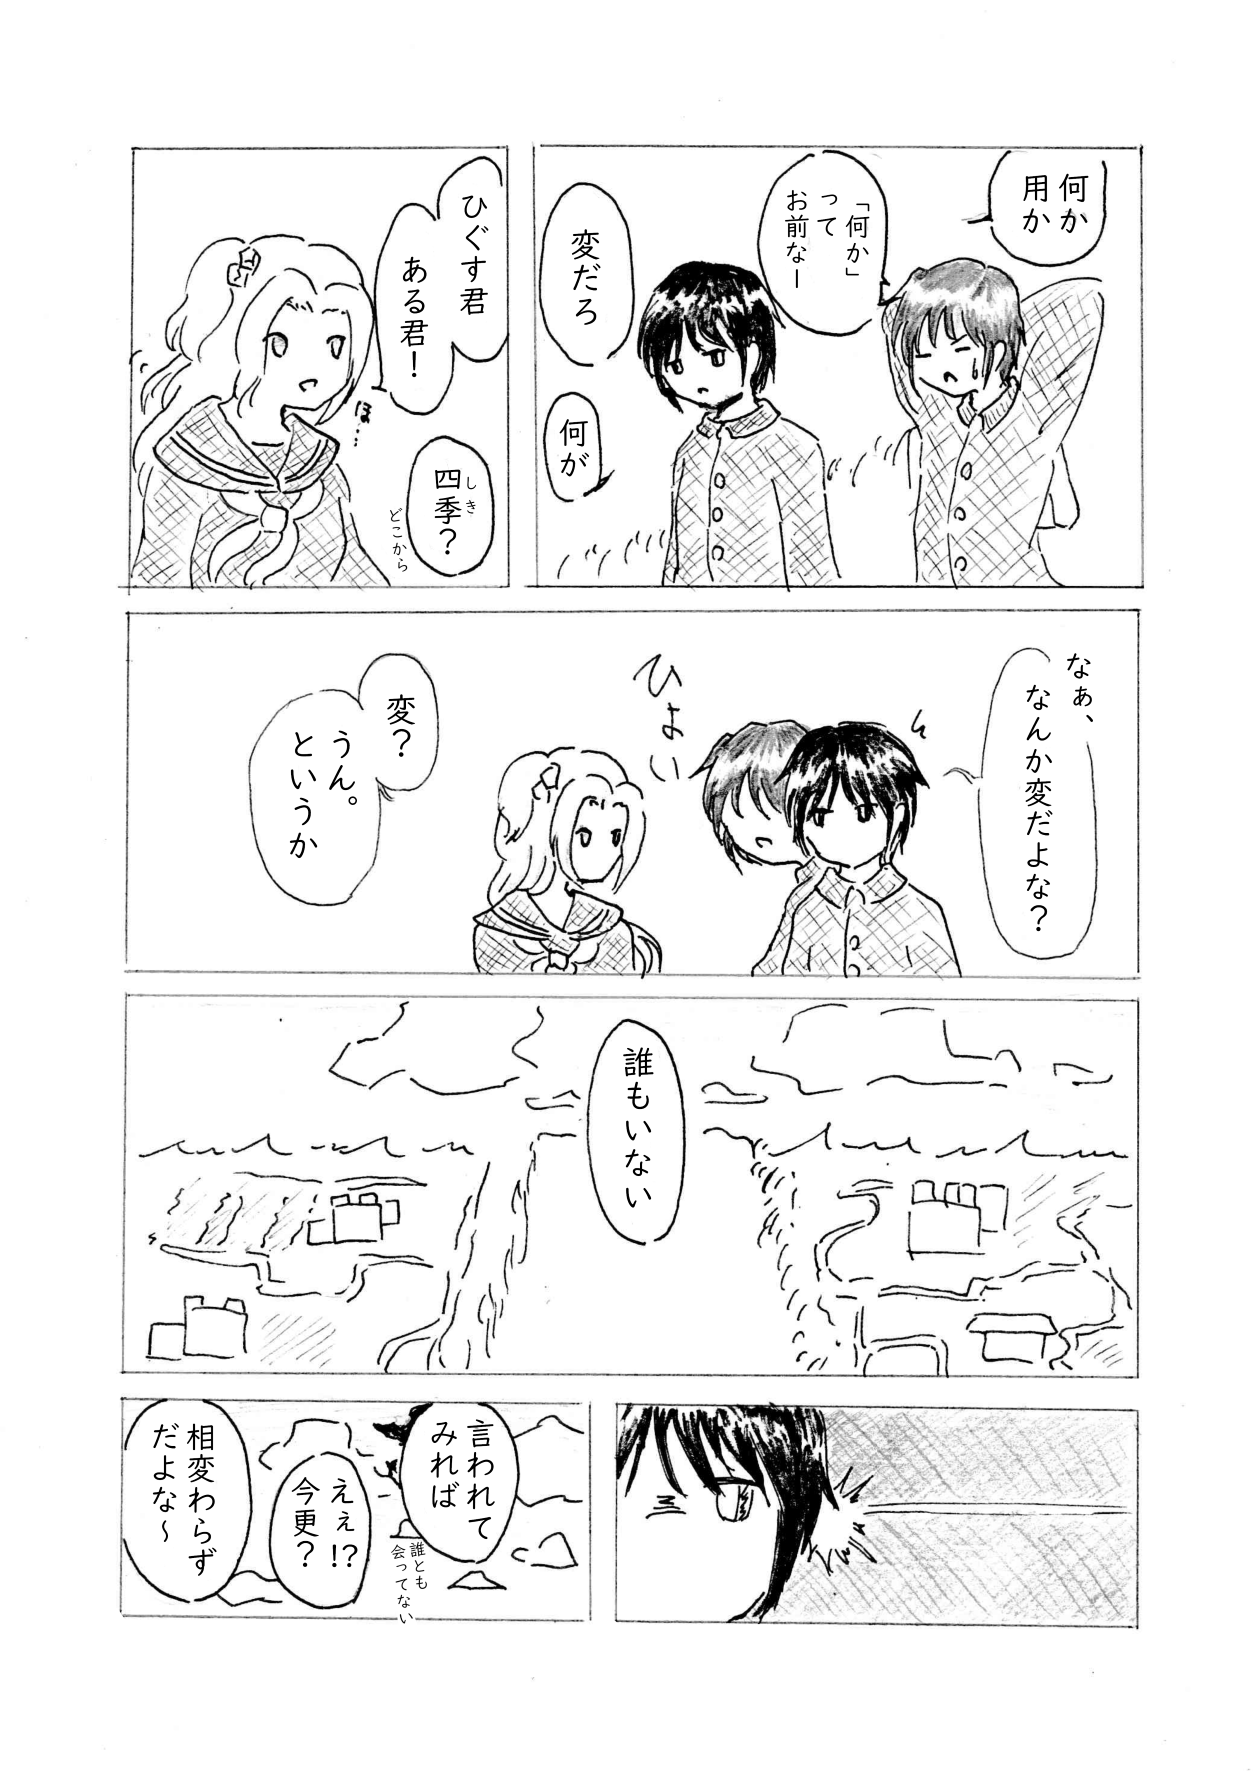 何か
用か
「何か」
って
お前なー
変だろ
何が
ひぐす君
ある君！
ほ…
四季？
しき
どこから
なぁ、
なんか変だよな？
ひょい
変？
うん。
というか
誰もいない
言われて
みれば
誰とも
会ってない
えぇ!?
今更？
相変わらず
だよな〜